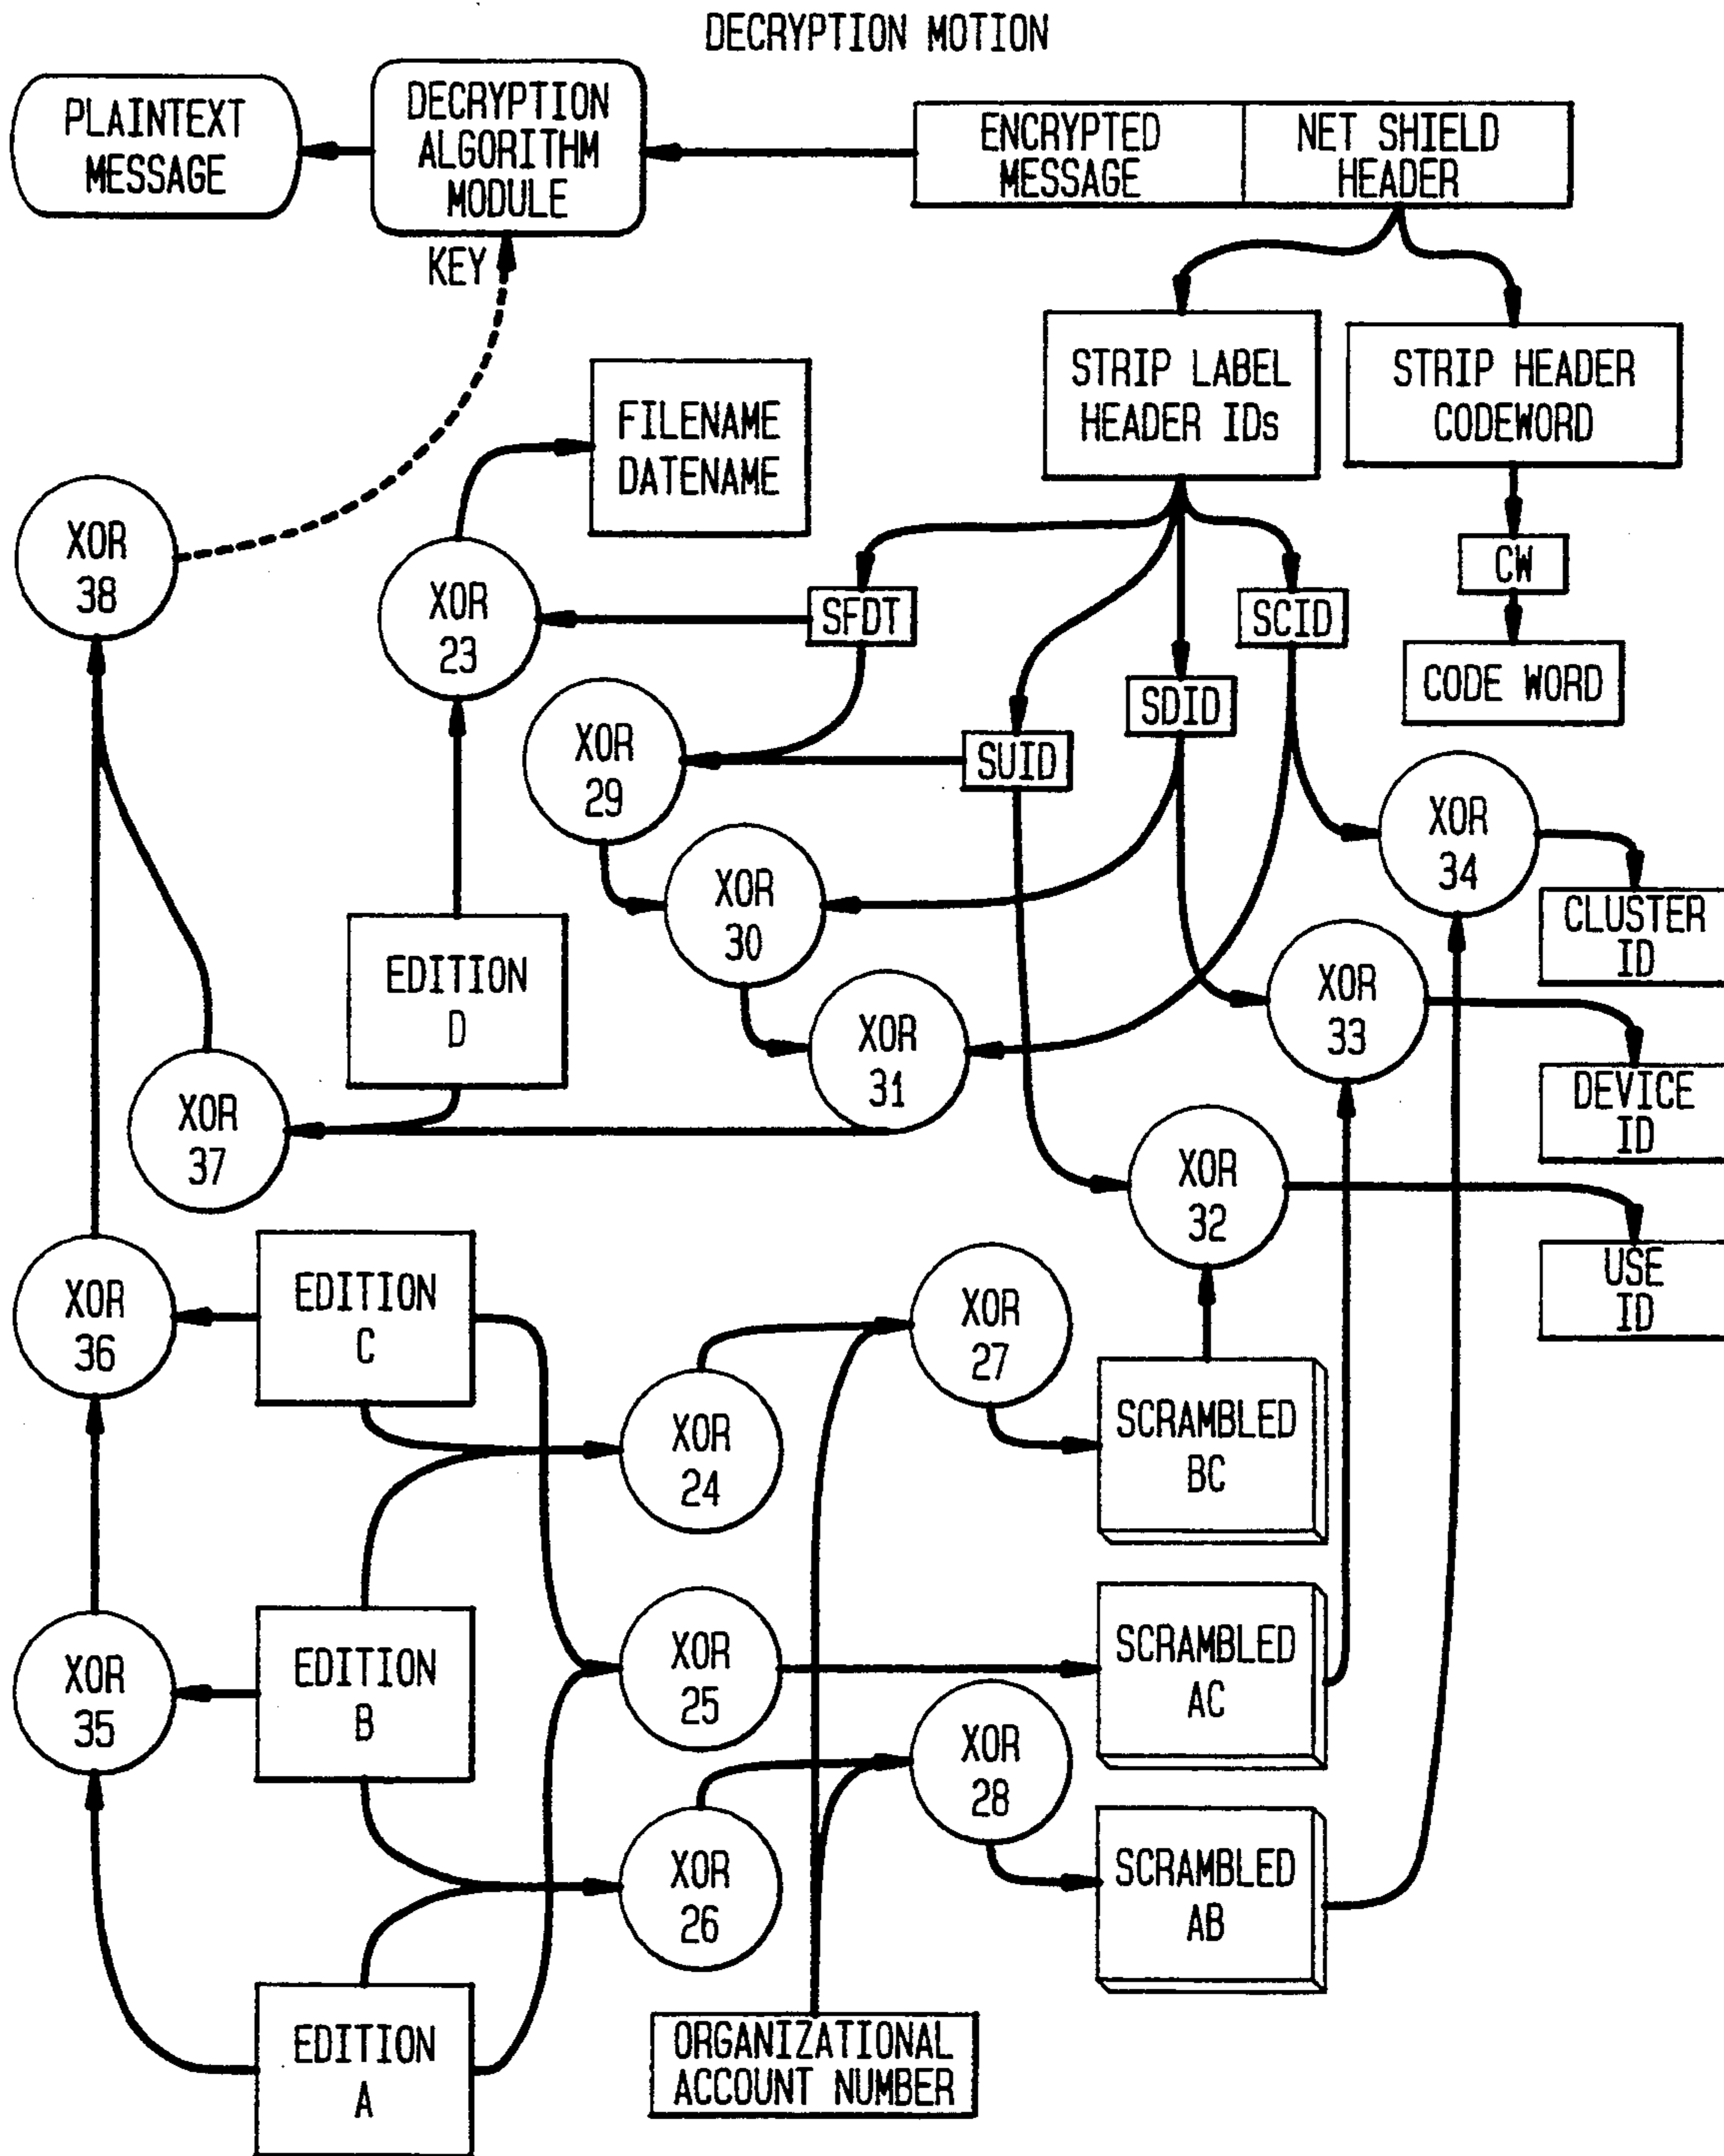 DECRYPTION MOTION
PLAINTEXT
MESSAGE
DECRYPTION
ALGORITHM
MODULE
ENCRYPTED
MESSAGE
NET SHIELD
HEADER
KEY
STRIP LABEL
HEADER IDs
STRIP HEADER
CODEWORD
FILENAME
DATENAME
XOR
38
XOR
23
SFDT
SCID
CW
CODE WORD
SDID
SUID
XOR
29
XOR
34
XOR
30
CLUSTER
ID
EDITION
D
XOR
33
XOR
31
DEVICE
ID
XOR
37
XOR
32
USE
ID
XOR
36
EDITION
C
XOR
27
XOR
24
SCRAMBLED
BC
XOR
35
EDITION
B
XOR
25
SCRAMBLED
AC
XOR
28
XOR
26
SCRAMBLED
AB
EDITION
A
ORGANIZATIONAL
ACCOUNT NUMBER